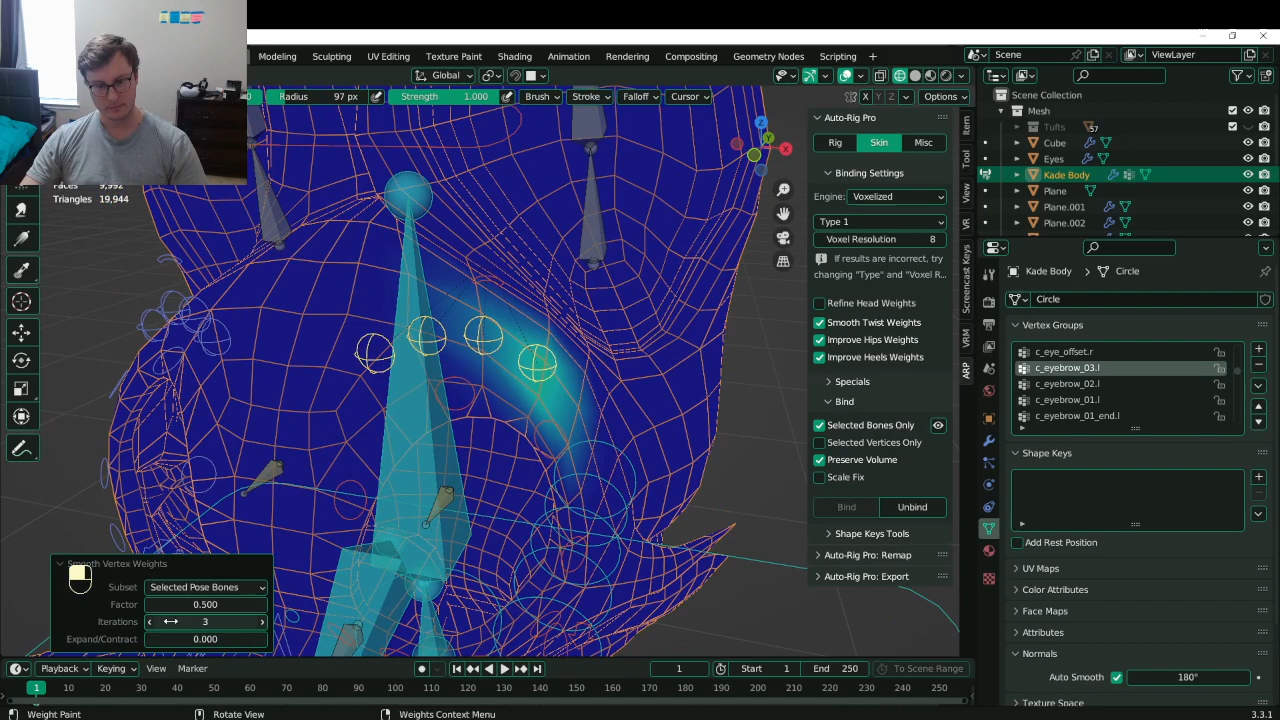 Modeling Sculpting UV Editing Texture Paint Shading Animation Rendering Compositing Geometry Nodes Scripting + Scene ViewLayer
Global Options
Radius 97 px Strength 1.000 Brush Stroke Falloff Cursor X Y Z
Faces 9,992
Triangles 19,944
Auto-Rig Pro
Rig Skin Misc
Binding Settings
Engine: Voxelized
Type 1
Voxel Resolution 8
If results are incorrect, try
changing "Type" and "Voxel R...
Refine Head Weights
Smooth Twist Weights
Improve Hips Weights
Improve Heels Weights
Specials
Bind
Selected Bones Only
Selected Vertices Only
Preserve Volume
Scale Fix
Bind Unbind
Shape Keys Tools
Auto-Rig Pro: Remap
Auto-Rig Pro: Export
Item
Tool
View
VR
Screencast Keys
VRM
ARP
Scene Collection
Mesh
Tufts 57
Cube
Eyes
Kade Body
Plane
Plane.001
Plane.002
Kade Body Circle
Circle
Vertex Groups
c_eye_offset.r
c_eyebrow_03.l
c_eyebrow_02.l
c_eyebrow_01.l
c_eyebrow_01_end.l
Shape Keys
Add Rest Position
UV Maps
Color Attributes
Face Maps
Attributes
Normals
Auto Smooth 180°
Texture Space
Smooth Vertex Weights
Subset Selected Pose Bones
Factor 0.500
Iterations 3
Expand/Contract 0.000
Playback Keying View Marker 1 Start 1 End 250 To Scene Range
1 10 20 30 40 50 60 70 80 90 100 110 120 130 140 150 160 170 180 190 200 210 220 230 240 250
Weight Paint Rotate View Weights Context Menu 3.3.1